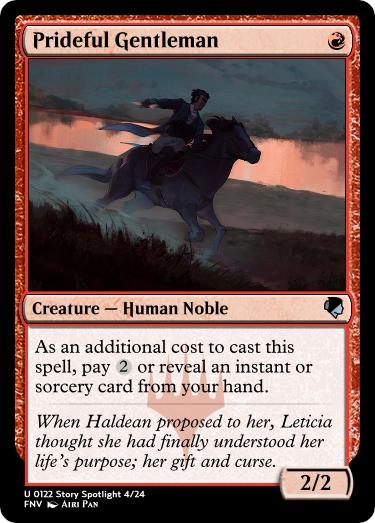 Prideful Gentleman
Creature — Human Noble
As an additional cost to cast this
spell, pay 2 or reveal an instant or
sorcery card from your hand.
When Haldean proposed to her, Leticia
thought she had finally understood her
life's purpose; her gift and curse.
2/2
U 0122 Story Spotlight 4/24
FNV AIRI PAN